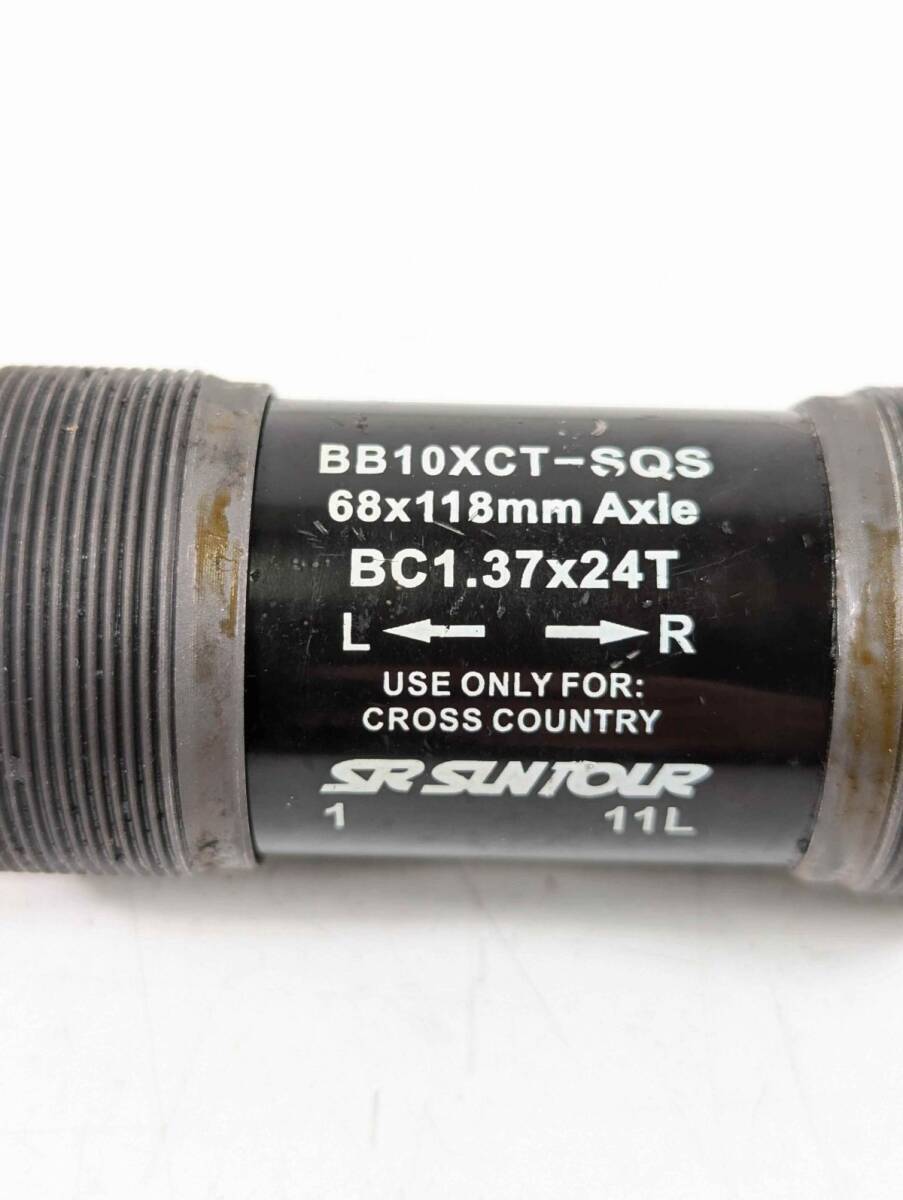 BB10XCT-SQS
68x118mm Axle
BC1.37x24T
L ← → R
USE ONLY FOR:
CROSS COUNTRY
SR SUNTOUR
1 11L